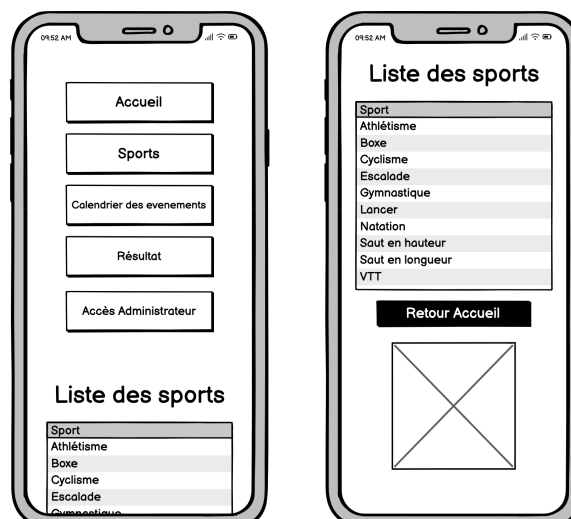 09:52 AM
Accueil
Sports
Calendrier des evenements
Résultat
Accès Administrateur
Liste des sports
Sport
Athlétisme
Boxe
Cyclisme
Escalade
Gymnastique
09:52 AM
Liste des sports
Sport
Athlétisme
Boxe
Cyclisme
Escalade
Gymnastique
Lancer
Natation
Saut en hauteur
Saut en longueur
VTT
Retour Accueil